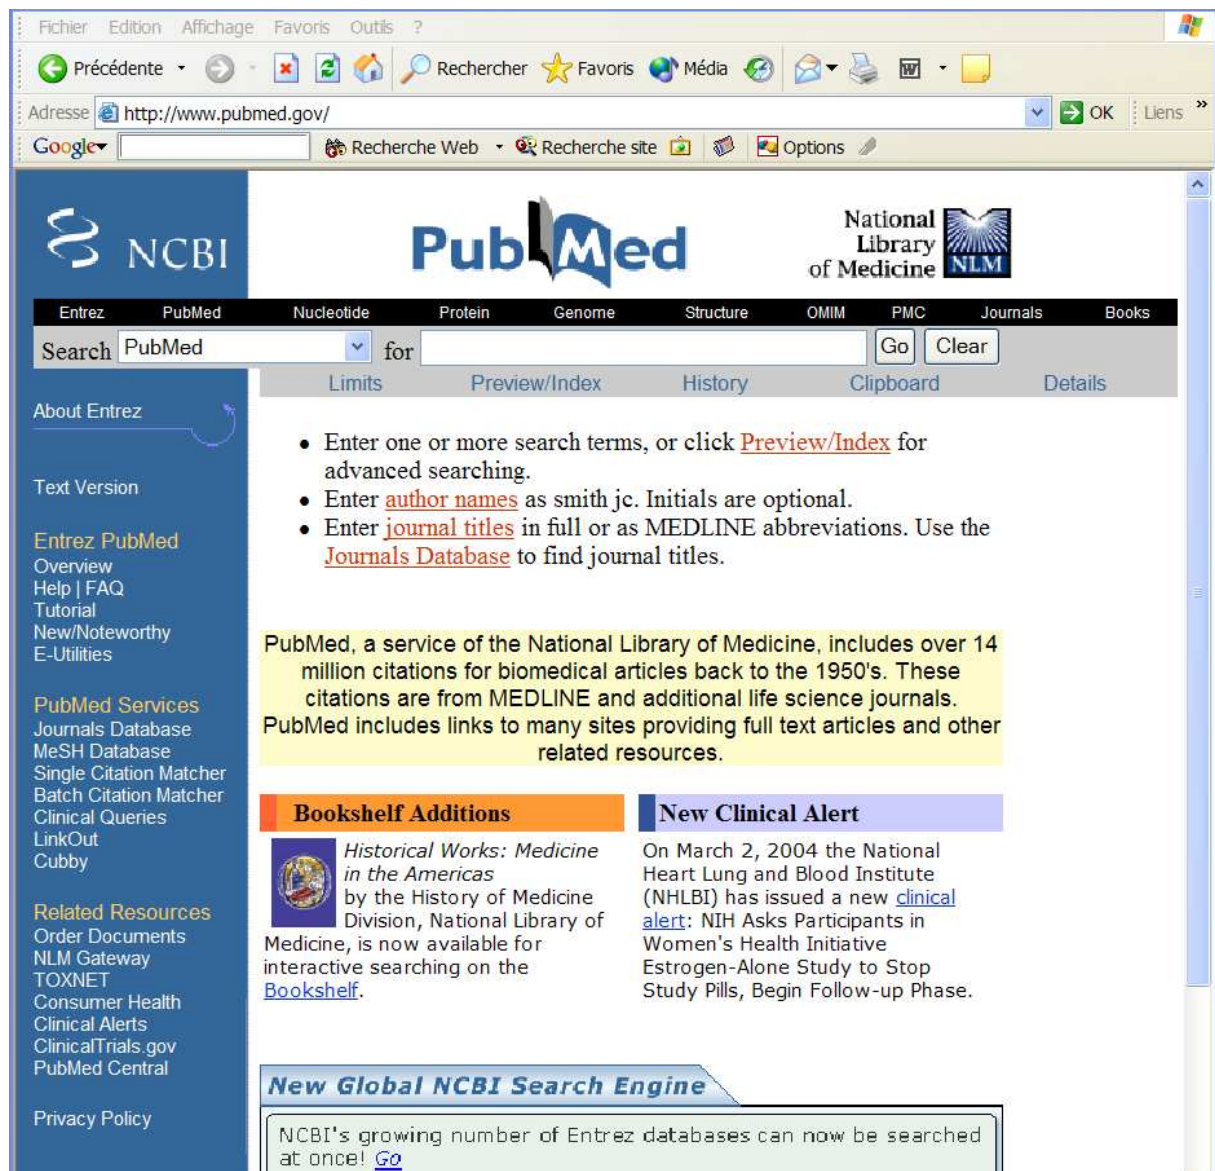 Fichier Edition Affichage Favoris Outils ?
Précédente Rechercher Favoris Média
Adresse http://www.pubmed.gov/ OK Liens »
Google Recherche Web Recherche site Options
NCBI
PubMed
National
Library
of Medicine NLM
Entrez PubMed Nucleotide Protein Genome Structure OMIM PMC Journals Books
Search PubMed for Go Clear
Limits Preview/Index History Clipboard Details
About Entrez
Text Version
Entrez PubMed
Overview
Help | FAQ
Tutorial
New/Noteworthy
E-Utilities
PubMed Services
Journals Database
MeSH Database
Single Citation Matcher
Batch Citation Matcher
Clinical Queries
LinkOut
Cubby
Related Resources
Order Documents
NLM Gateway
TOXNET
Consumer Health
Clinical Alerts
ClinicalTrials.gov
PubMed Central
Privacy Policy
• Enter one or more search terms, or click Preview/Index for
advanced searching.
• Enter author names as smith jc. Initials are optional.
• Enter journal titles in full or as MEDLINE abbreviations. Use the
Journals Database to find journal titles.
PubMed, a service of the National Library of Medicine, includes over 14
million citations for biomedical articles back to the 1950's. These
citations are from MEDLINE and additional life science journals.
PubMed includes links to many sites providing full text articles and other
related resources.
Bookshelf Additions
Historical Works: Medicine
in the Americas
by the History of Medicine
Division, National Library of
Medicine, is now available for
interactive searching on the
Bookshelf.
New Clinical Alert
On March 2, 2004 the National
Heart Lung and Blood Institute
(NHLBI) has issued a new clinical
alert: NIH Asks Participants in
Women's Health Initiative
Estrogen-Alone Study to Stop
Study Pills, Begin Follow-up Phase.
New Global NCBI Search Engine
NCBI's growing number of Entrez databases can now be searched
at once! Go